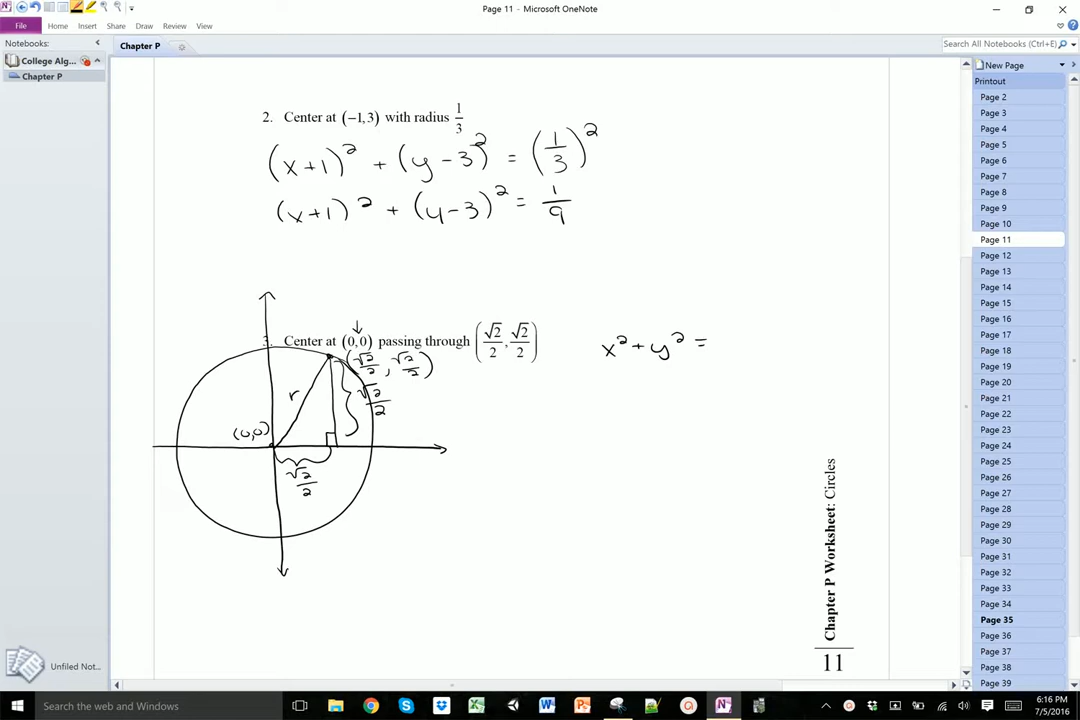 Page 11 - Microsoft OneNote
File Home Insert Share Draw Review View
Notebooks:
Chapter P
Search All Notebooks (Ctrl+E)
College Alg...
Chapter P
New Page
Printout
Page 2
Page 3
Page 4
Page 5
Page 6
Page 7
Page 8
Page 9
Page 10
Page 11
Page 12
Page 13
Page 14
Page 15
Page 16
Page 17
Page 18
Page 19
Page 20
Page 21
Page 22
Page 23
Page 24
Page 25
Page 26
Page 27
Page 28
Page 29
Page 30
Page 31
Page 32
Page 33
Page 34
Page 35
Page 36
Page 37
Page 38
Page 39
2. Center at (−1,3) with radius 1/3
(x+1)² + (y−3)² = (1/3)²
(x+1)² + (y−3)² = 1/9
3. Center at (0,0) passing through (√2/2, √2/2)
x² + y² =
(√2/2, √2/2)
r
√2/2
(0,0)
√2/2
Chapter P Worksheet: Circles
11
Unfiled Not...
Search the web and Windows
6:16 PM
7/5/2016